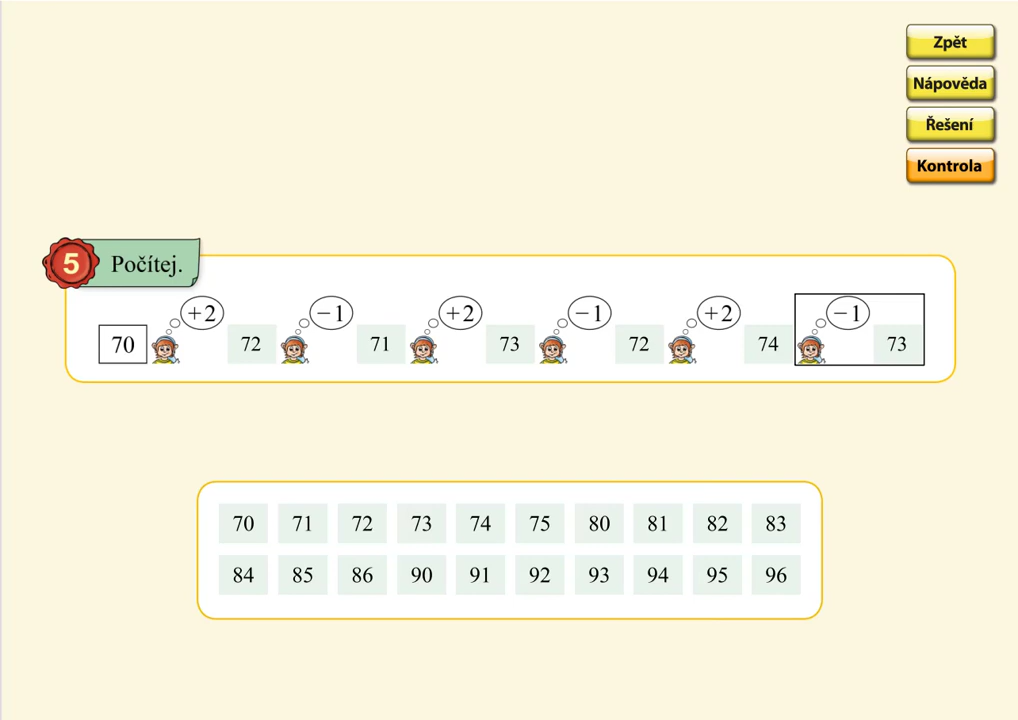 Zpět
Nápověda
Řešení
Kontrola
5 Počítej.
+2 −1 +2 −1 +2 −1
70 72 71 73 72 74 73
70 71 72 73 74 75 80 81 82 83
84 85 86 90 91 92 93 94 95 96